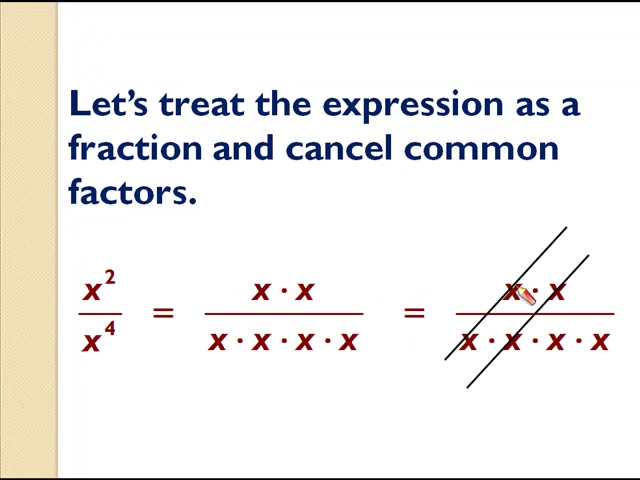 Let's treat the expression as a
fraction and cancel common
factors.
x² / x⁴ = x · x / x · x · x · x = x · x / x · x · x · x